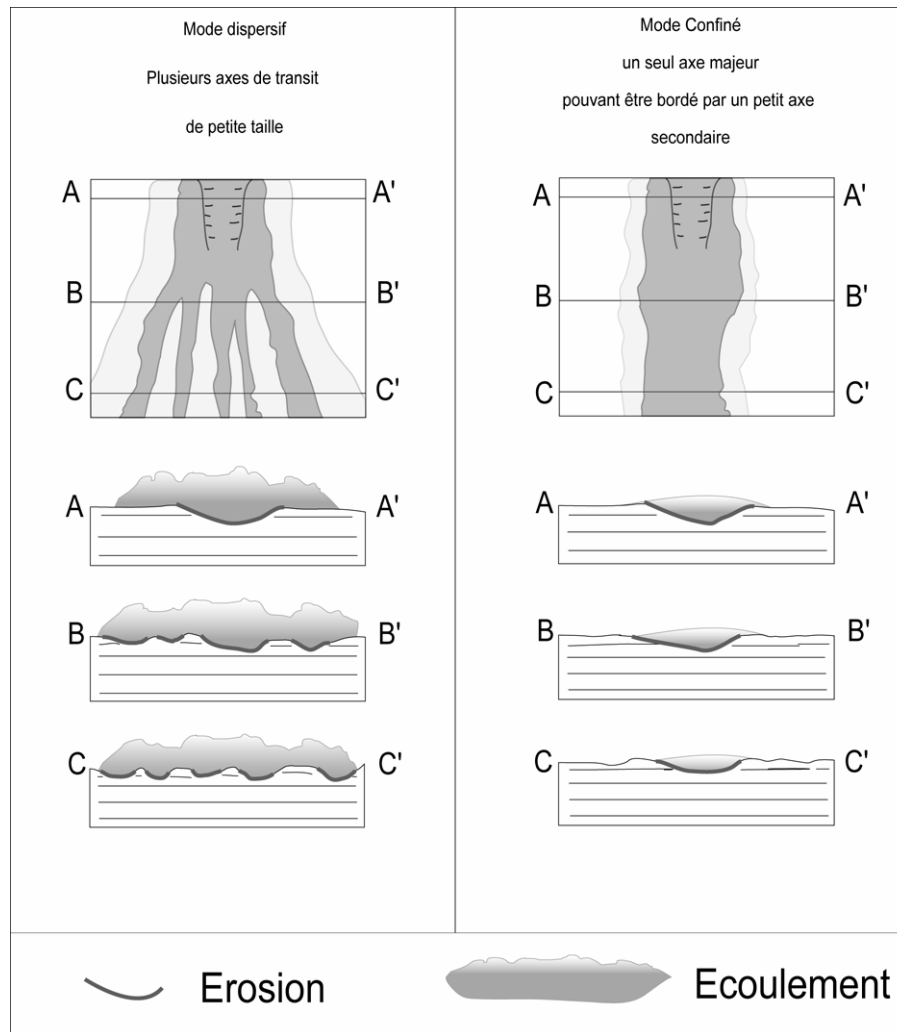 Mode dispersif
Plusieurs axes de transit
de petite taille
A A'
B B'
C C'
A A'
B B'
C C'
Mode Confiné
un seul axe majeur
pouvant être bordé par un petit axe
secondaire
A A'
B B'
C C'
A A'
B B'
C C'
Erosion
Ecoulement